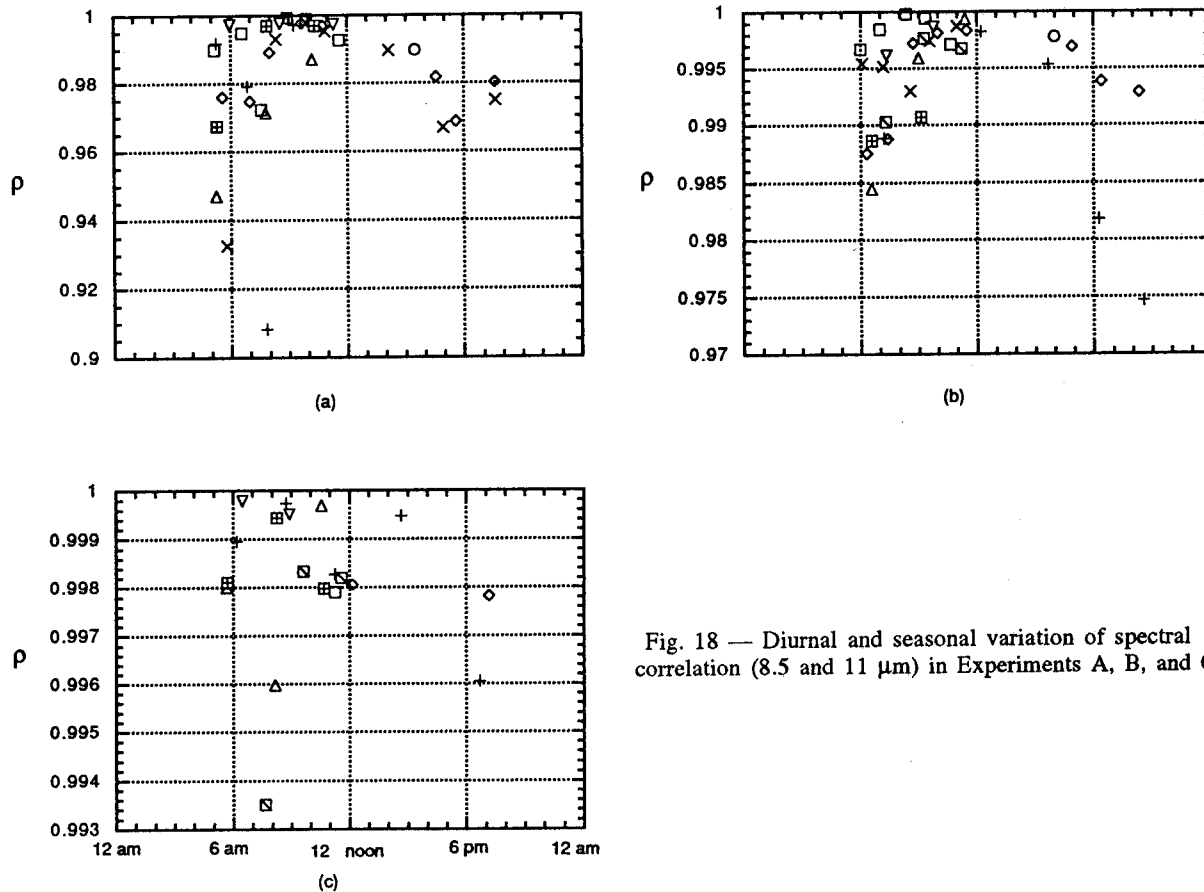 1
0.98
0.96
ρ
0.94
0.92
0.9
(a)
1
0.995
0.99
ρ
0.985
0.98
0.975
0.97
(b)
1
0.999
0.998
0.997
ρ
0.996
0.995
0.994
0.993
12 am 6 am 12 noon 6 pm 12 am
(c)
Fig. 18 — Diurnal and seasonal variation of spectral
correlation (8.5 and 11 μm) in Experiments A, B, and